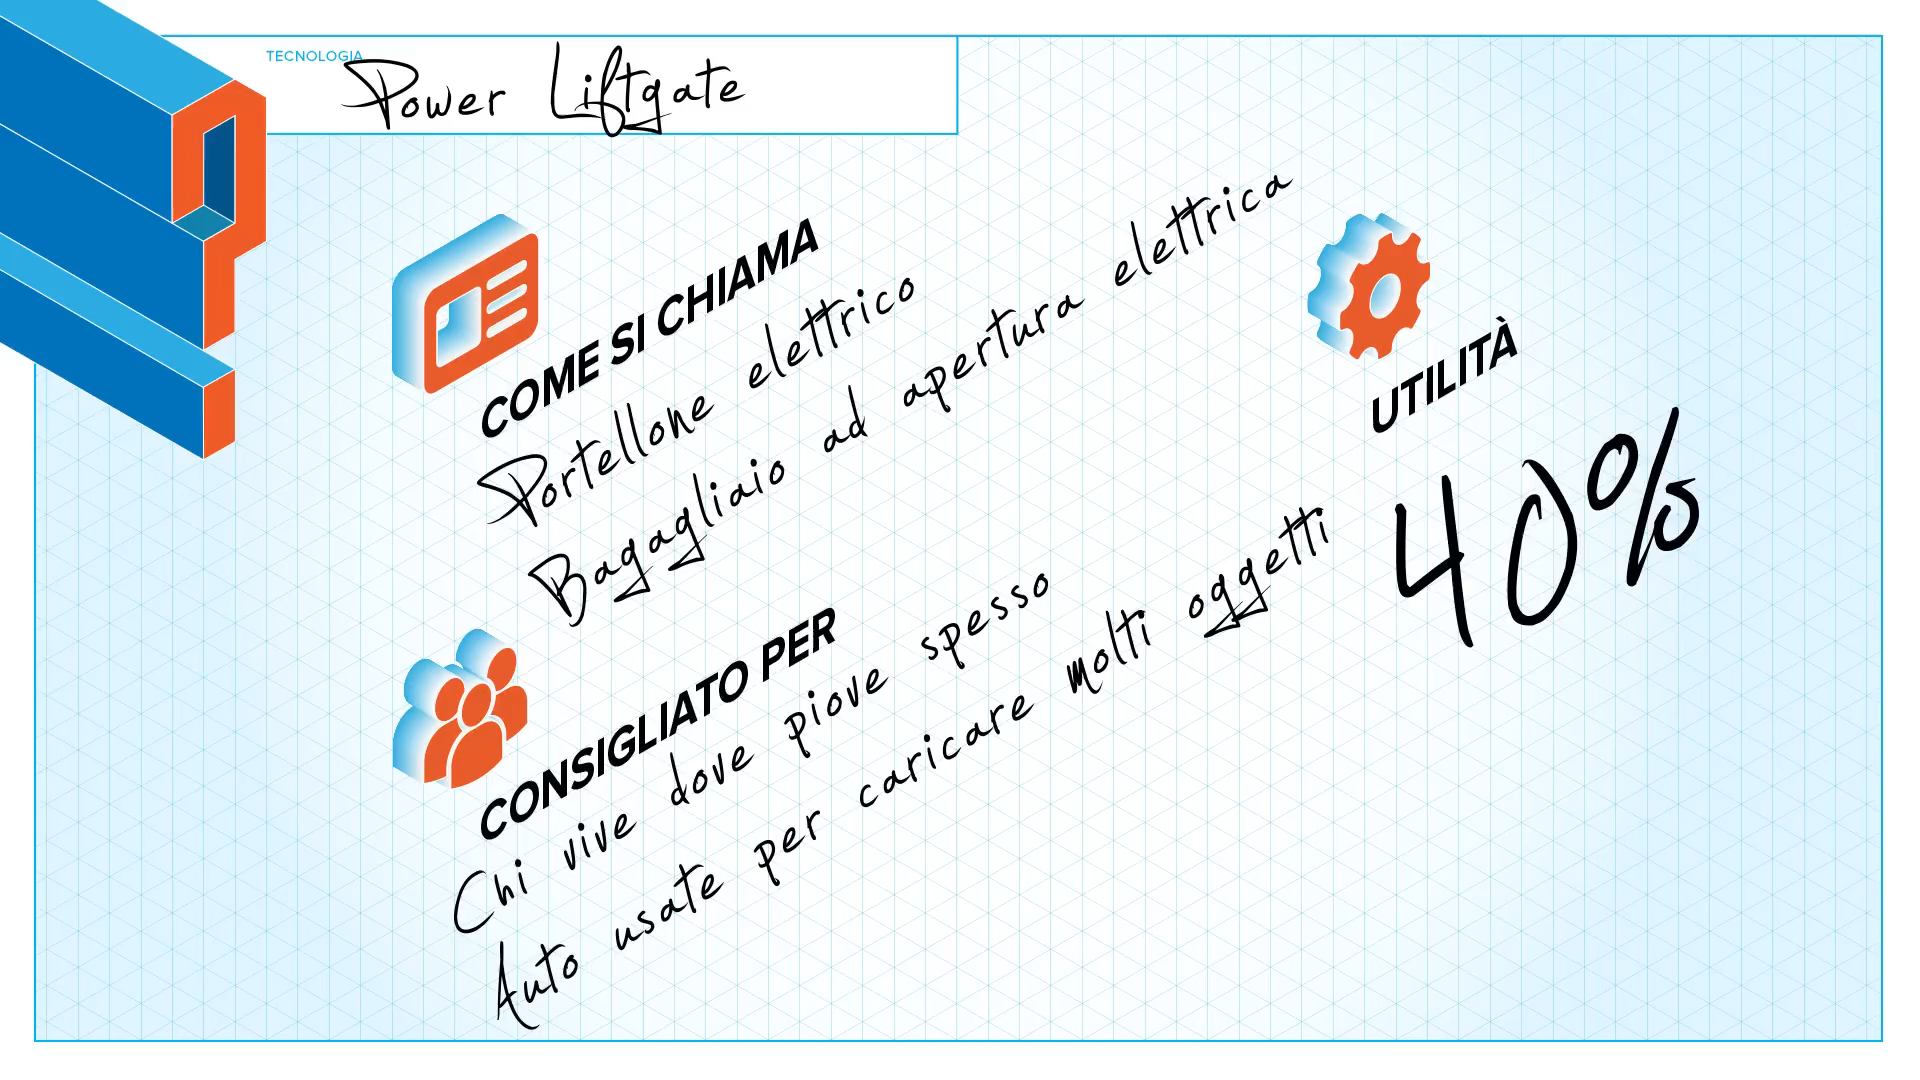 TECNOLOGIA
Power Liftgate
COME SI CHIAMA
Portellone elettrico
Bagagliaio ad apertura elettrica
UTILITÀ
40%
CONSIGLIATO PER
Chi vive dove piove spesso
Auto usate per caricare molti oggetti